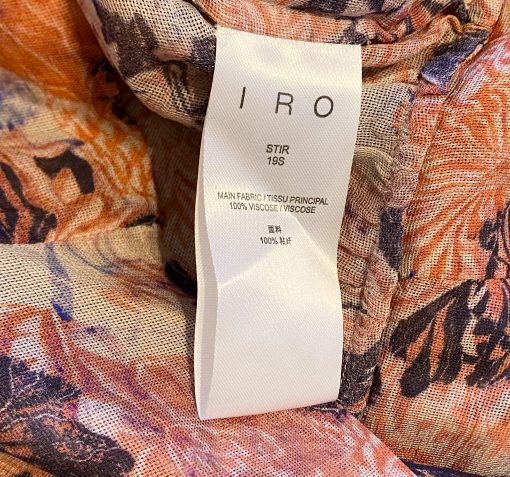 I R O
STIR
19S
MAIN FABRIC / TISSU PRINCIPAL
100% VISCOSE / VISCOSE
面料
100% 粘纤